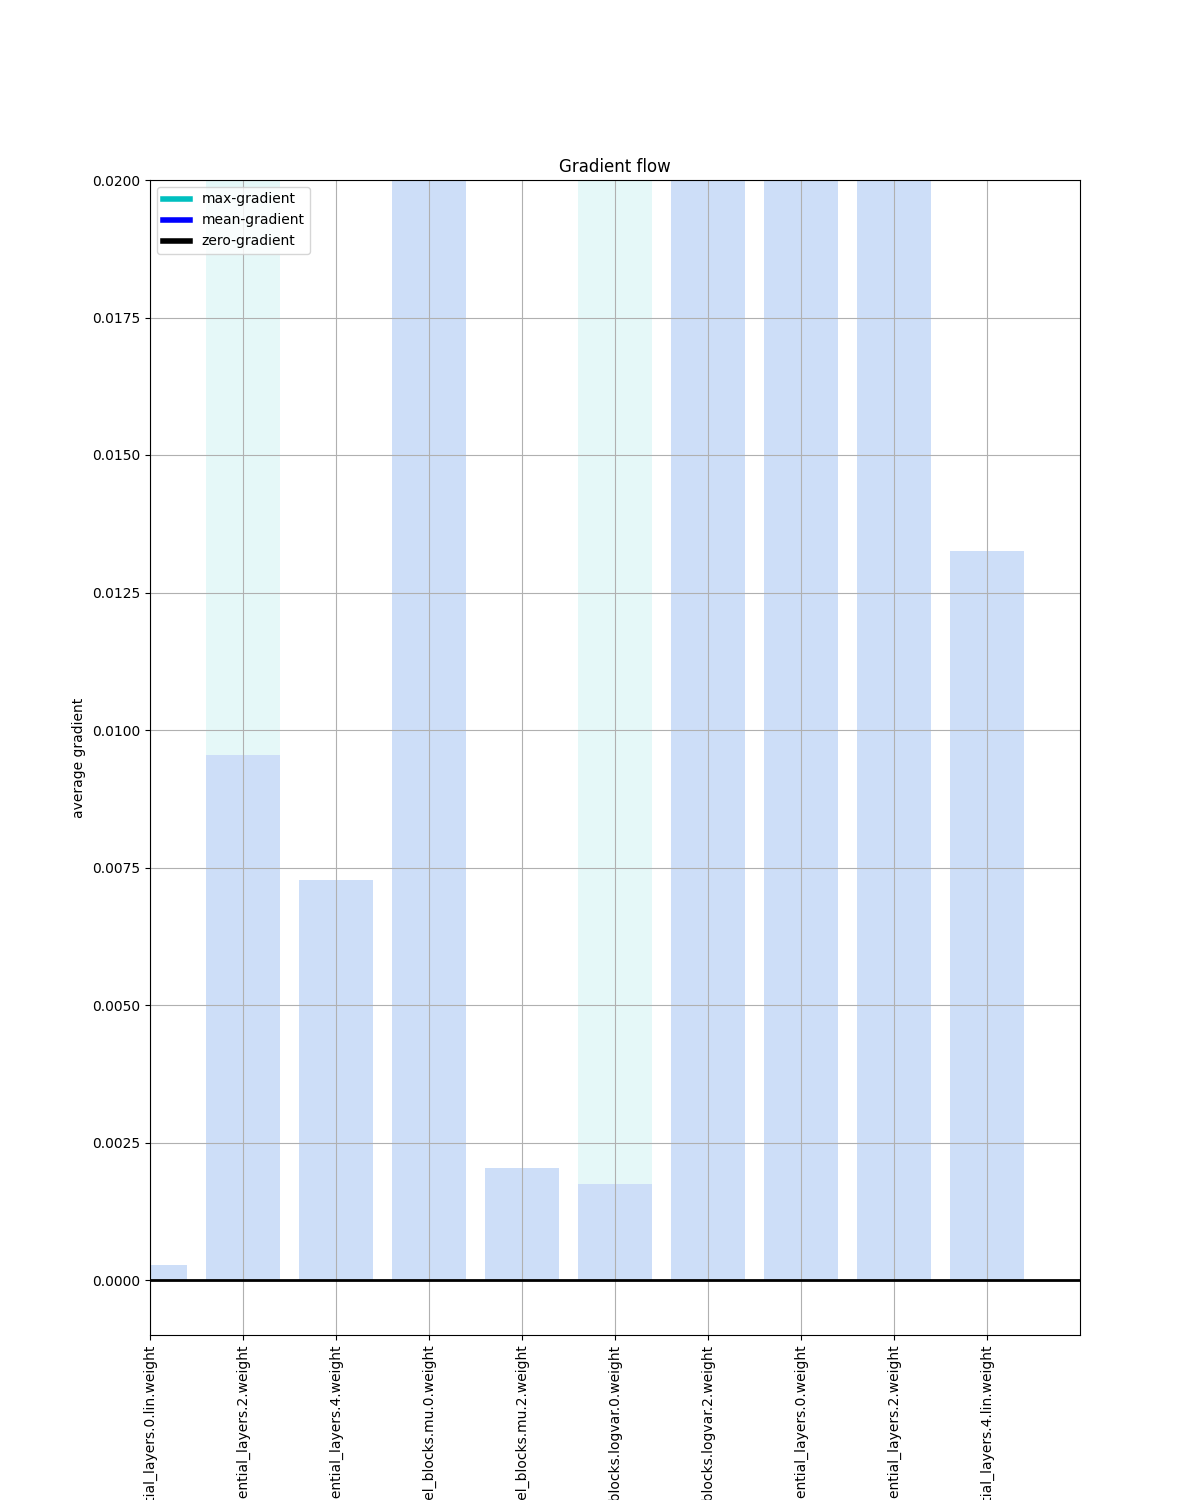 Gradient flow
max-gradient
mean-gradient
zero-gradient
0.0200
0.0175
0.0150
0.0125
0.0100
0.0075
0.0050
0.0025
0.0000
average gradient
tial_layers.0.lin.weight
ential_layers.2.weight
ential_layers.4.weight
el_blocks.mu.0.weight
el_blocks.mu.2.weight
blocks.logvar.0.weight
blocks.logvar.2.weight
ential_layers.0.weight
ential_layers.2.weight
tial_layers.4.lin.weight